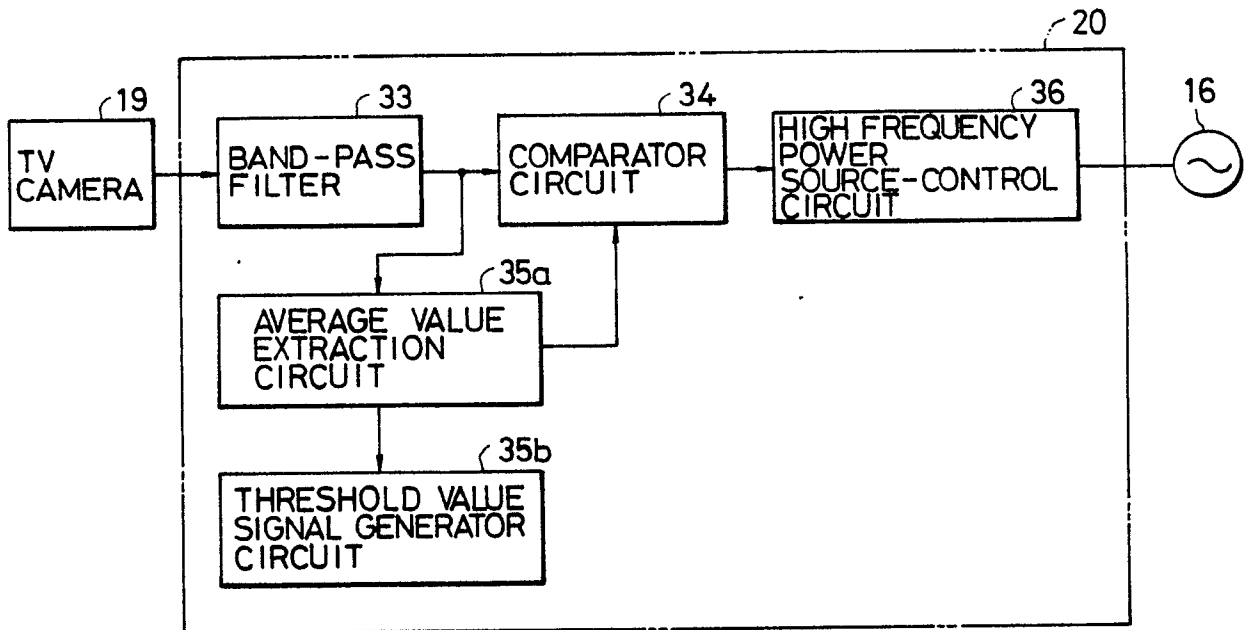 20
19
33
34
36
16
TV
CAMERA
BAND-PASS
FILTER
COMPARATOR
CIRCUIT
HIGH FREQUENCY
POWER
SOURCE-CONTROL
CIRCUIT
35a
AVERAGE VALUE
EXTRACTION
CIRCUIT
35b
THRESHOLD VALUE
SIGNAL GENERATOR
CIRCUIT